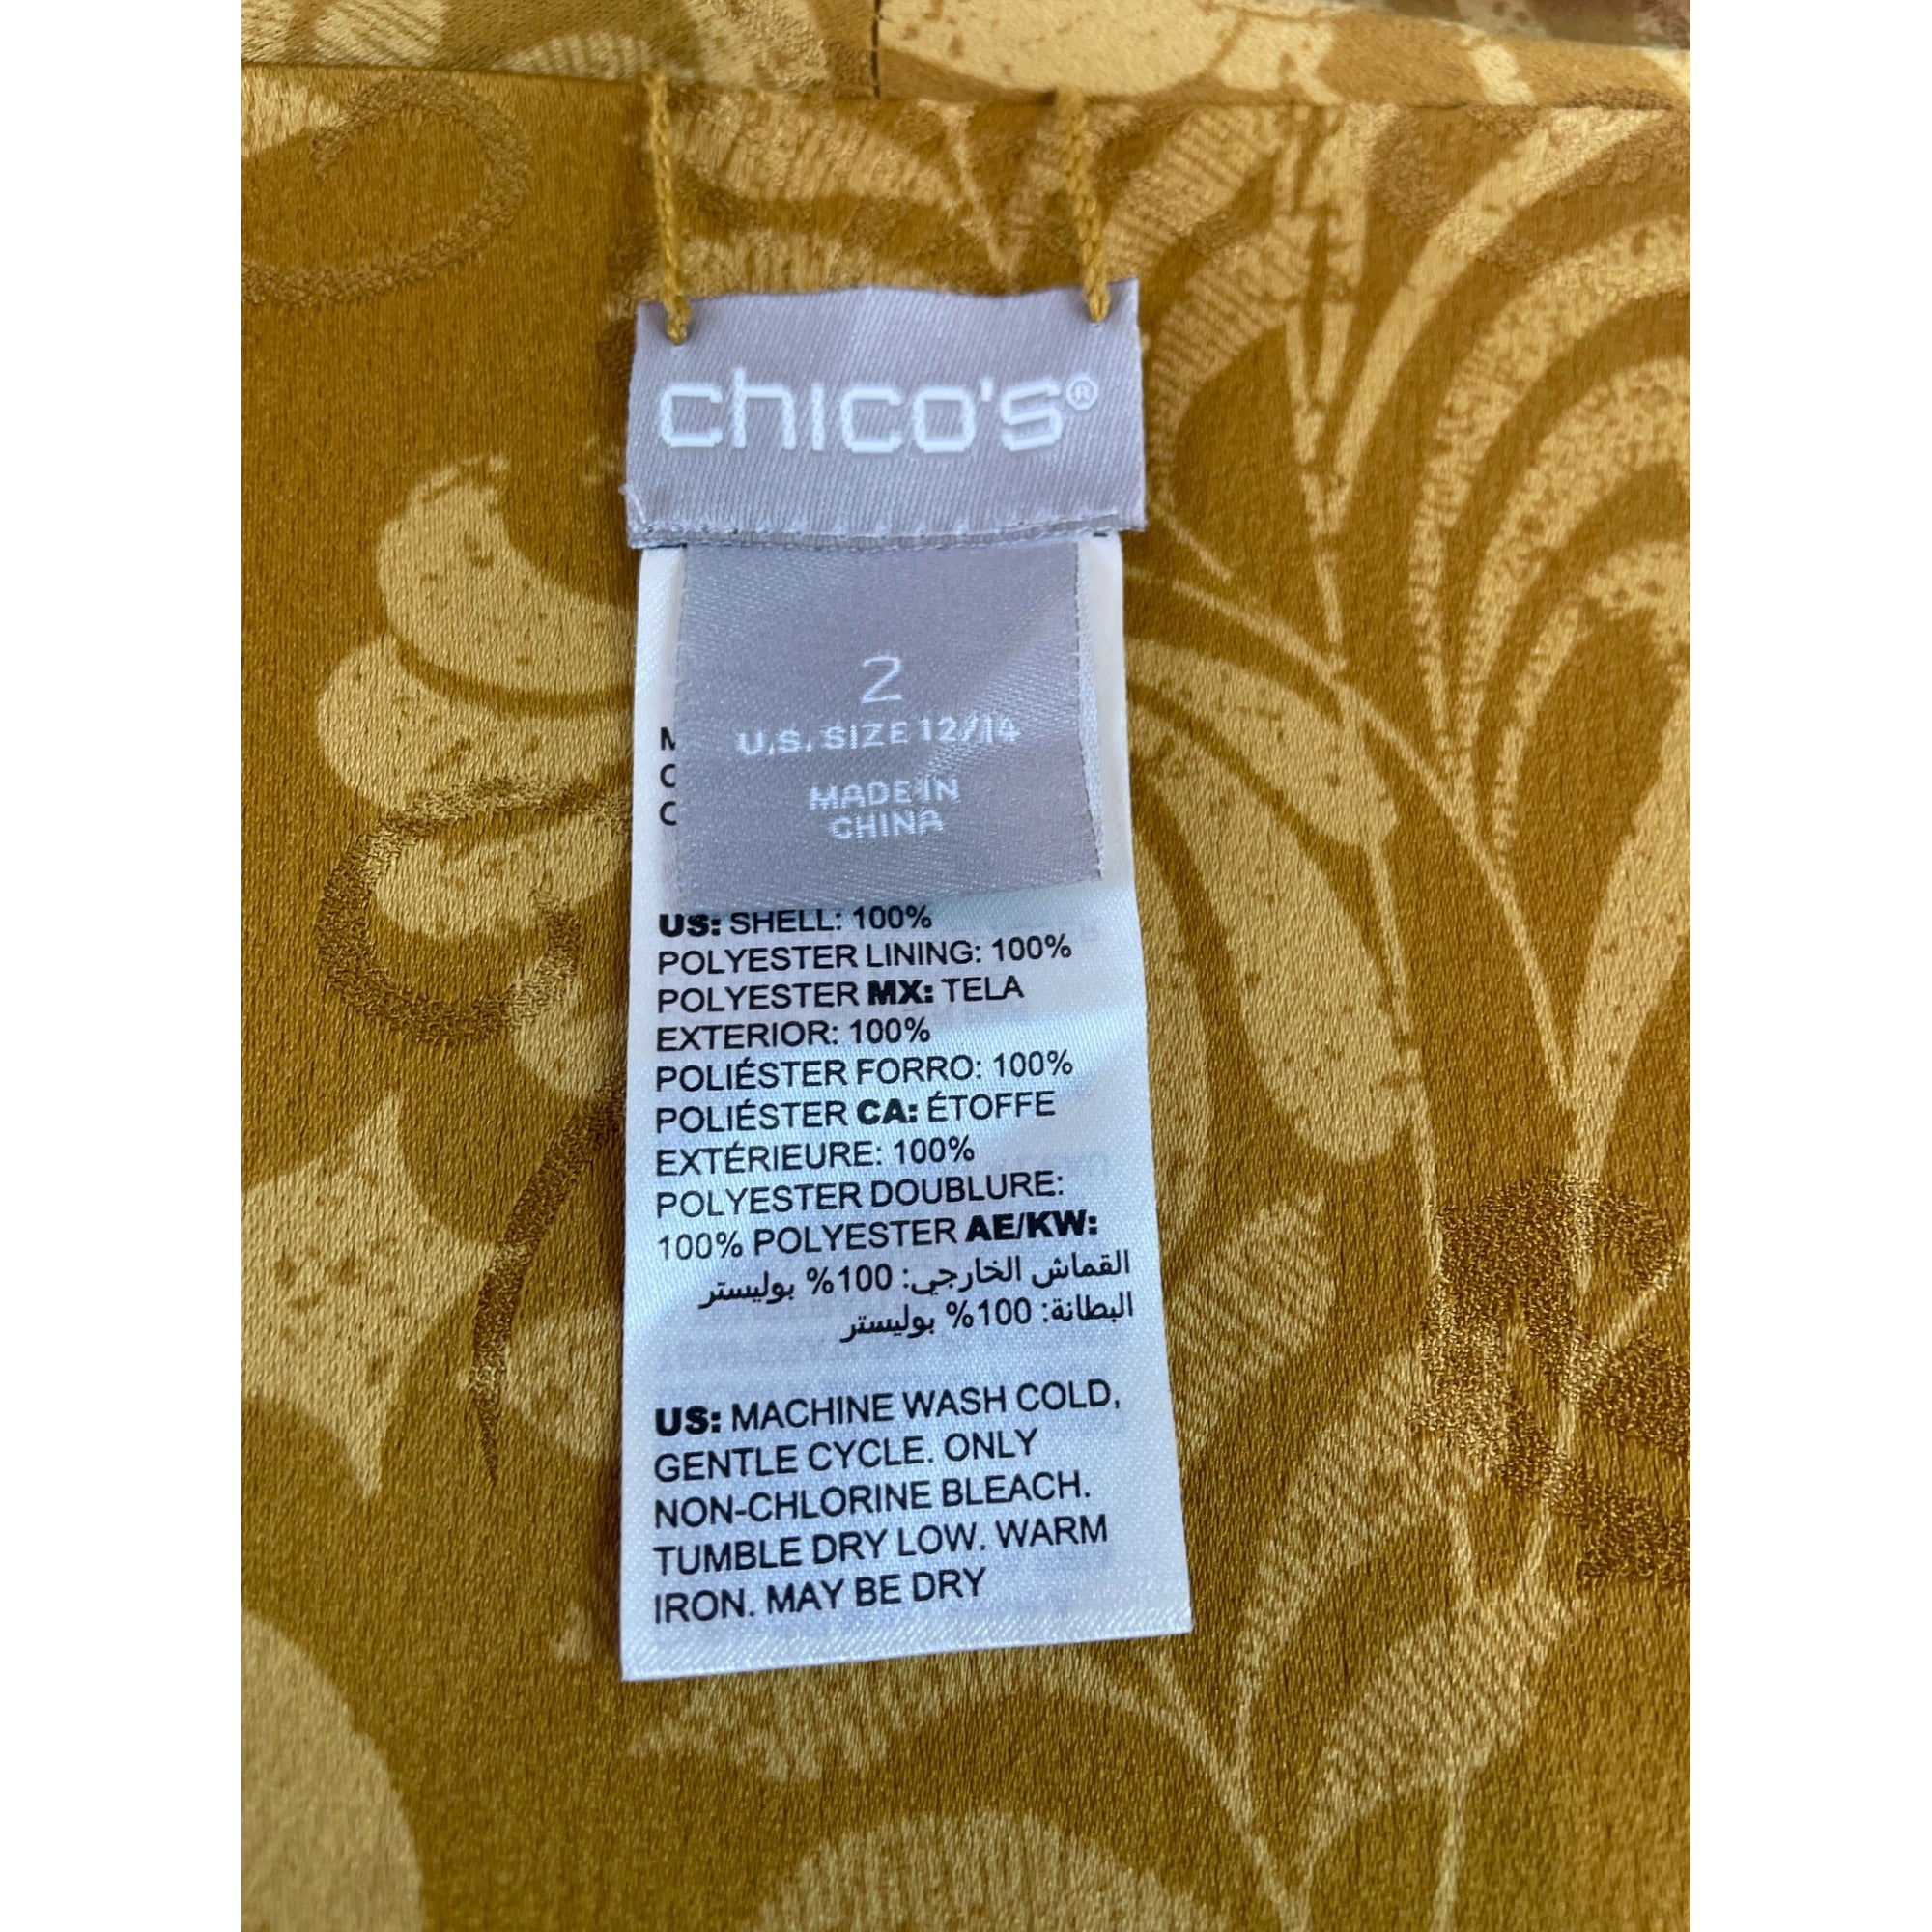 chico's®
2
U.S. SIZE 12/14
MADE IN
CHINA
US: SHELL: 100%
POLYESTER LINING: 100%
POLYESTER MX: TELA
EXTERIOR: 100%
POLIÉSTER FORRO: 100%
POLIÉSTER CA: ÉTOFFE
EXTÉRIEURE: 100%
POLYESTER DOUBLURE:
100% POLYESTER AE/KW:
القماش الخارجي: 100% بوليستر
البطانة: 100% بوليستر
US: MACHINE WASH COLD,
GENTLE CYCLE. ONLY
NON-CHLORINE BLEACH.
TUMBLE DRY LOW. WARM
IRON. MAY BE DRY